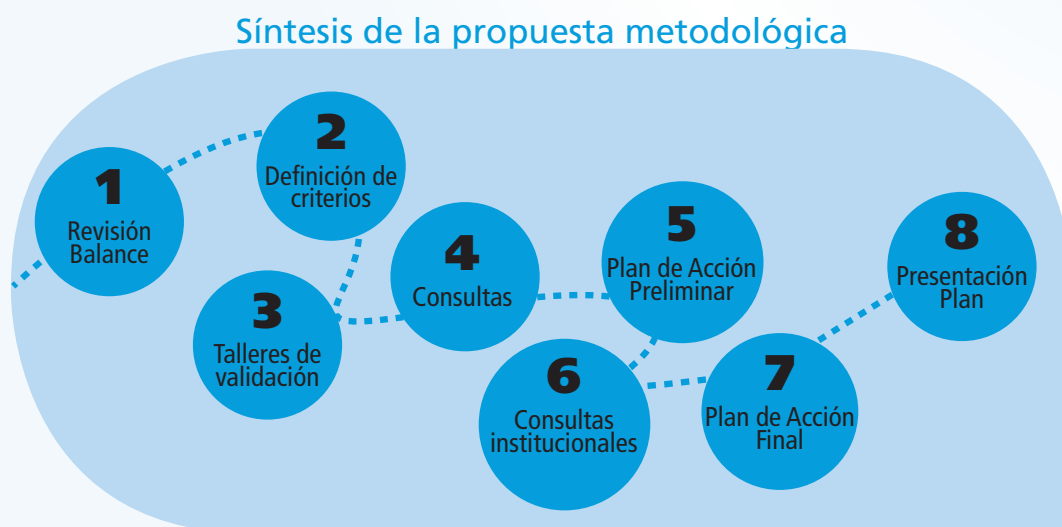 Síntesis de la propuesta metodológica
1
Revisión
Balance
2
Definición de
criterios
3
Talleres de
validación
4
Consultas
5
Plan de Acción
Preliminar
6
Consultas
institucionales
7
Plan de Acción
Final
8
Presentación
Plan